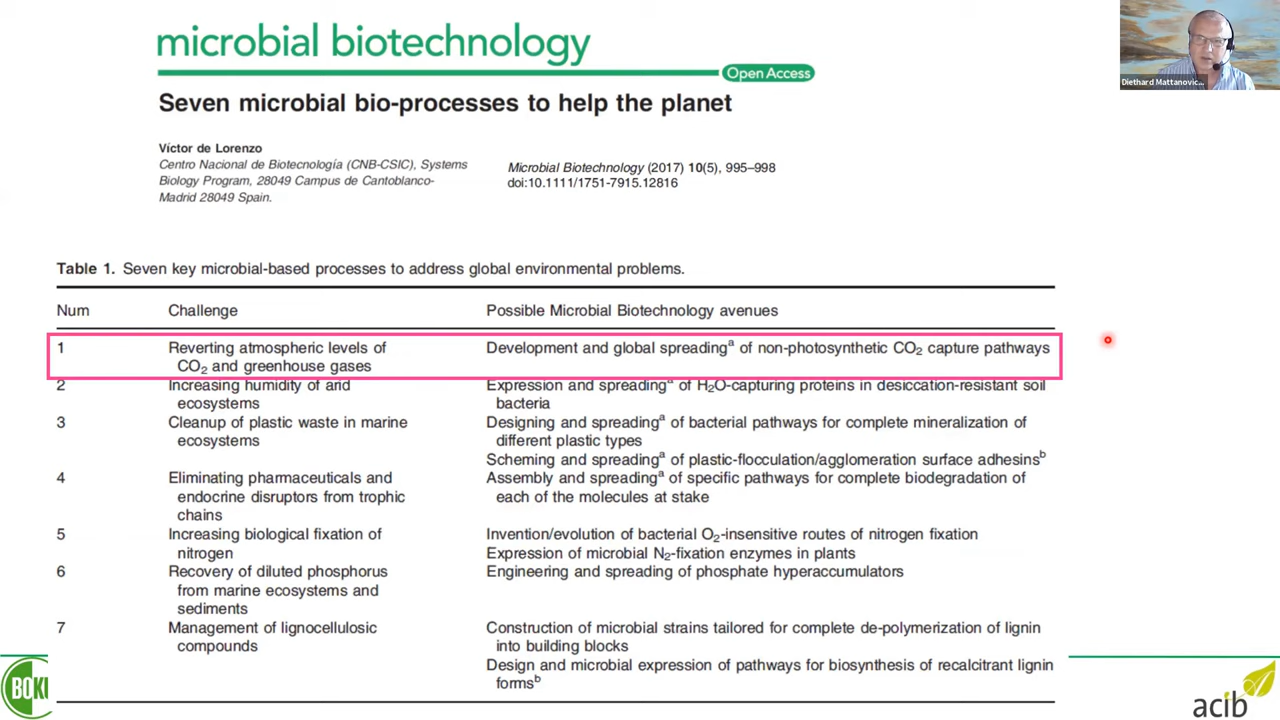 microbial biotechnology
Open Access
Seven microbial bio-processes to help the planet
Víctor de Lorenzo
Centro Nacional de Biotecnología (CNB-CSIC), Systems
Biology Program, 28049 Campus de Cantoblanco-
Madrid 28049 Spain.
Microbial Biotechnology (2017) 10(5), 995–998
doi:10.1111/1751-7915.12816
Diethard Mattanovic...
Table 1. Seven key microbial-based processes to address global environmental problems.
Num Challenge Possible Microbial Biotechnology avenues
1 Reverting atmospheric levels of Development and global spreadingᵃ of non-photosynthetic CO₂ capture pathways
CO₂ and greenhouse gases
2 Increasing humidity of arid Expression and spreadingᵃ of H₂O-capturing proteins in desiccation-resistant soil
ecosystems bacteria
3 Cleanup of plastic waste in marine Designing and spreadingᵃ of bacterial pathways for complete mineralization of
ecosystems different plastic types
Scheming and spreadingᵃ of plastic-flocculation/agglomeration surface adhesinsᵇ
4 Eliminating pharmaceuticals and Assembly and spreadingᵃ of specific pathways for complete biodegradation of
endocrine disruptors from trophic each of the molecules at stake
chains
5 Increasing biological fixation of Invention/evolution of bacterial O₂-insensitive routes of nitrogen fixation
nitrogen Expression of microbial N₂-fixation enzymes in plants
6 Recovery of diluted phosphorus Engineering and spreading of phosphate hyperaccumulators
from marine ecosystems and
sediments
7 Management of lignocellulosic Construction of microbial strains tailored for complete de-polymerization of lignin
compounds into building blocks
Design and microbial expression of pathways for biosynthesis of recalcitrant lignin
formsᵇ
BOKU
acib